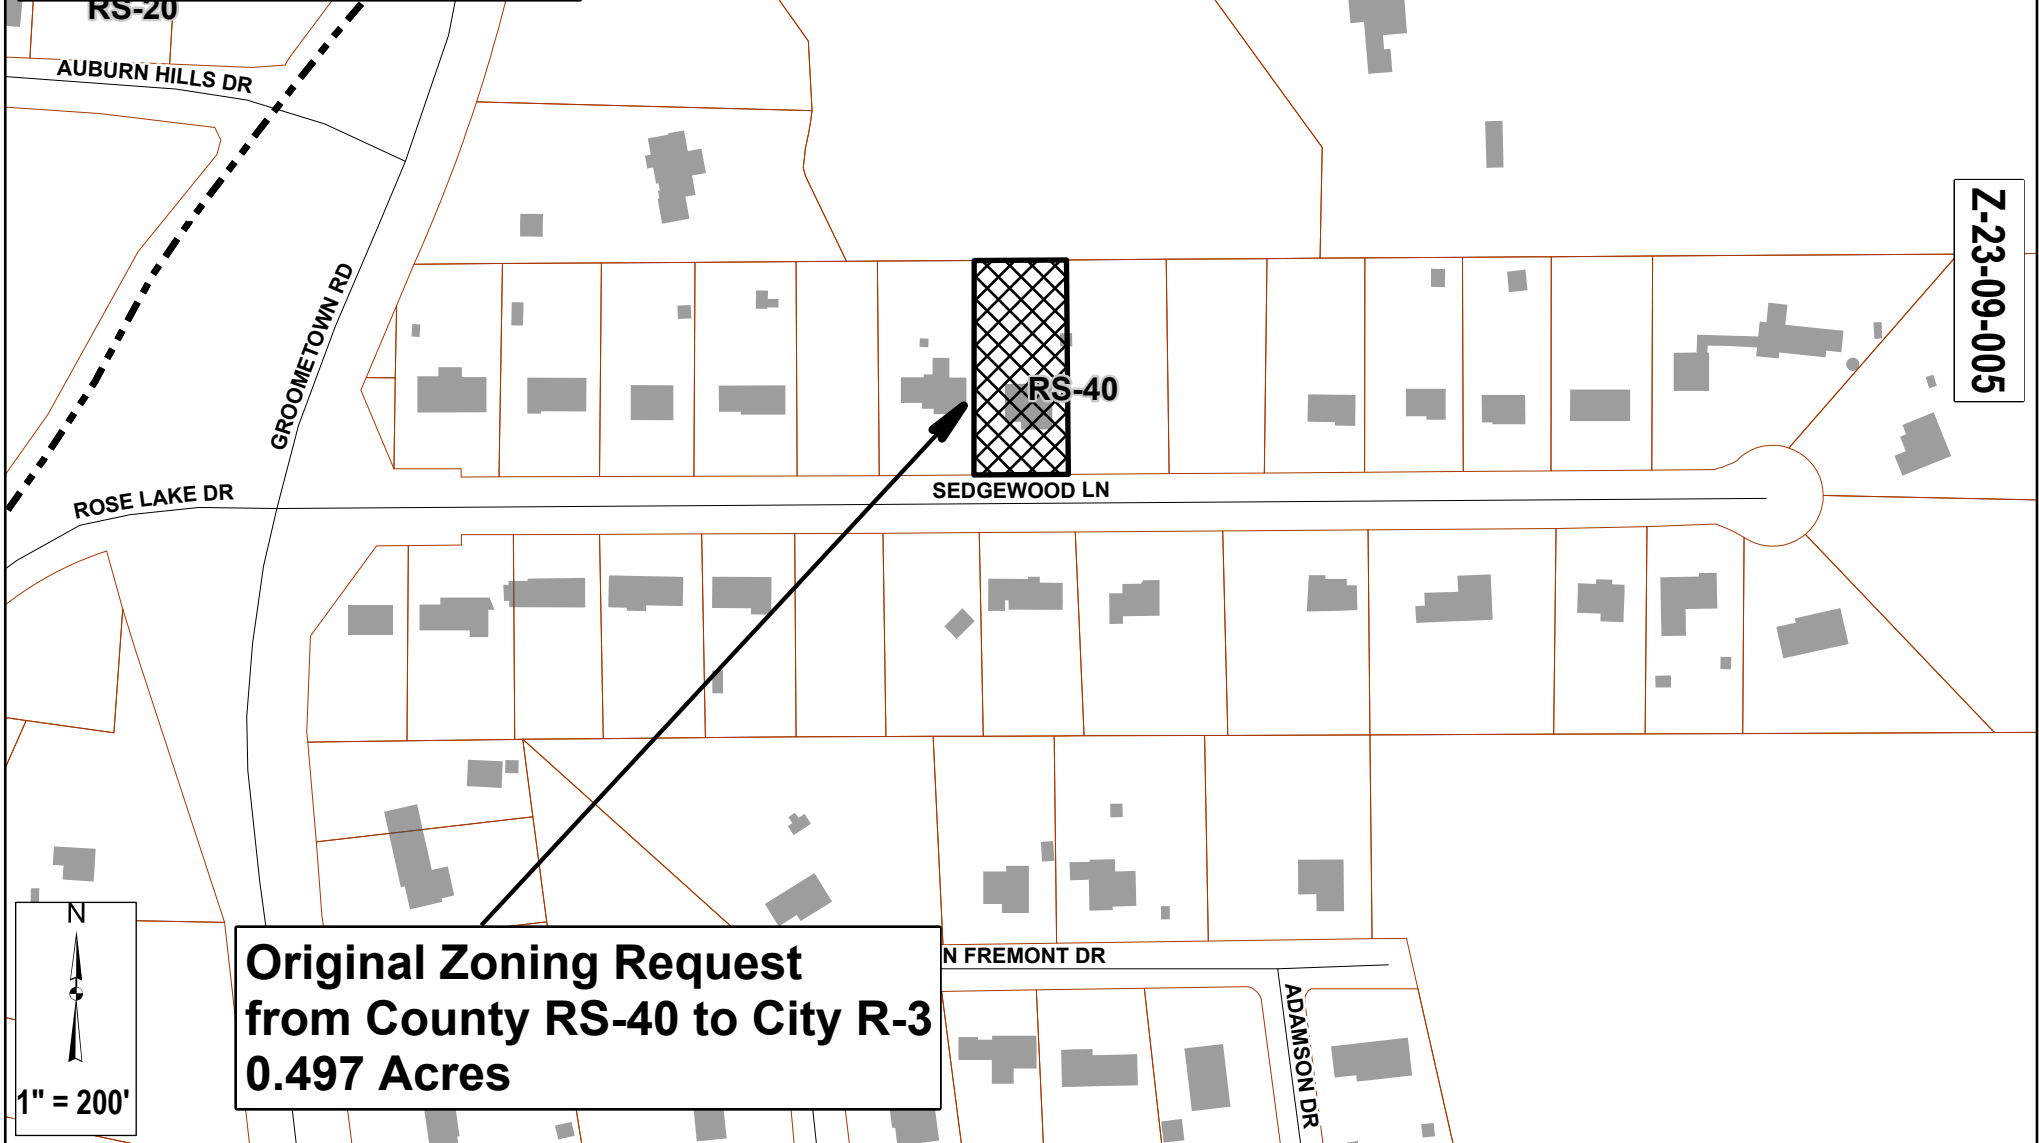 RS-20
AUBURN HILLS DR
Z-23-09-005
GROOMETOWN RD
RS-40
ROSE LAKE DR
SEDGEWOOD LN
N
1" = 200'
Original Zoning Request
from County RS-40 to City R-3
0.497 Acres
N FREMONT DR
ADAMSON DR